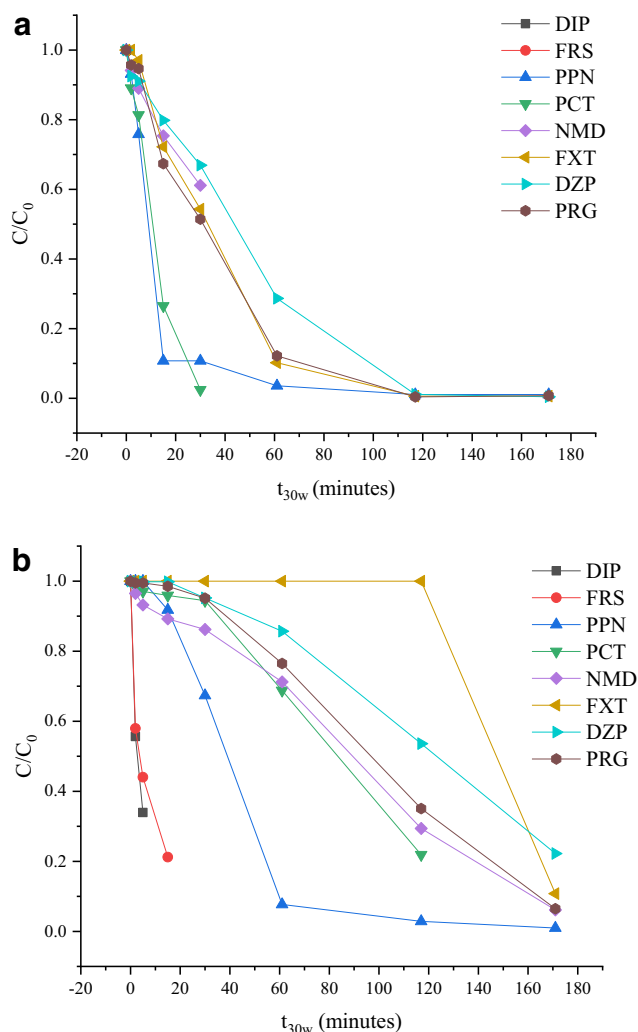 a
DIP
FRS
PPN
PCT
NMD
FXT
DZP
PRG
C/C0
1.0
0.8
0.6
0.4
0.2
0.0
-20 0 20 40 60 80 100 120 140 160 180
t30w (minutes)
b
DIP
FRS
PPN
PCT
NMD
FXT
DZP
PRG
C/C0
1.0
0.8
0.6
0.4
0.2
0.0
-20 0 20 40 60 80 100 120 140 160 180
t30w (minutes)